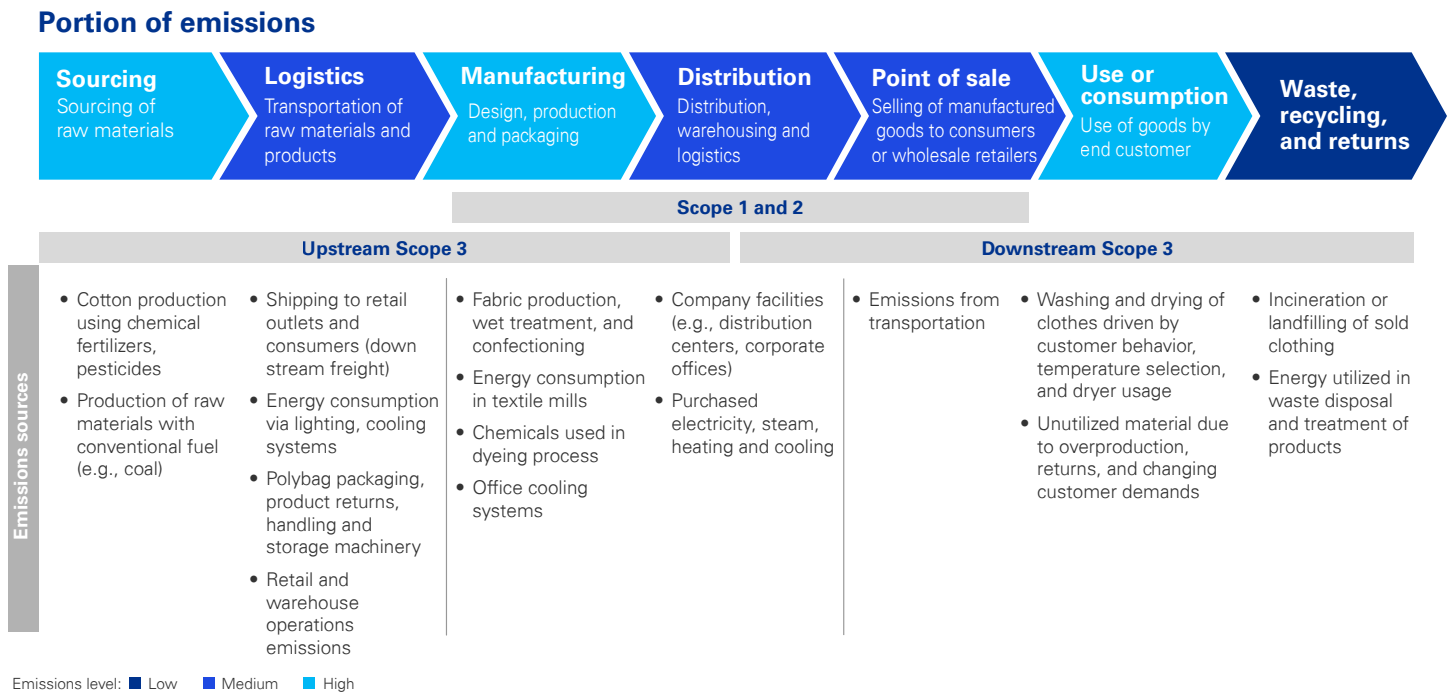 Portion of emissions
Sourcing
Sourcing of
raw materials
Logistics
Transportation of
raw materials and
products
Manufacturing
Design, production
and packaging
Distribution
Distribution,
warehousing and
logistics
Point of sale
Selling of manufactured
goods to consumers
or wholesale retailers
Use or
consumption
Use of goods by
end customer
Waste,
recycling,
and returns
Scope 1 and 2
Upstream Scope 3
Downstream Scope 3
Emissions sources
• Cotton production
using chemical
fertilizers,
pesticides
• Production of raw
materials with
conventional fuel
(e.g., coal)
• Shipping to retail
outlets and
consumers (down
stream freight)
• Energy consumption
via lighting, cooling
systems
• Polybag packaging,
product returns,
handling and
storage machinery
• Retail and
warehouse
operations
emissions
• Fabric production,
wet treatment, and
confectioning
• Energy consumption
in textile mills
• Chemicals used in
dyeing process
• Office cooling
systems
• Company facilities
(e.g., distribution
centers, corporate
offices)
• Purchased
electricity, steam,
heating and cooling
• Emissions from
transportation
• Washing and drying of
clothes driven by
customer behavior,
temperature selection,
and dryer usage
• Unutilized material due
to overproduction,
returns, and changing
customer demands
• Incineration or
landfilling of sold
clothing
• Energy utilized in
waste disposal
and treatment of
products
Emissions level: Low Medium High